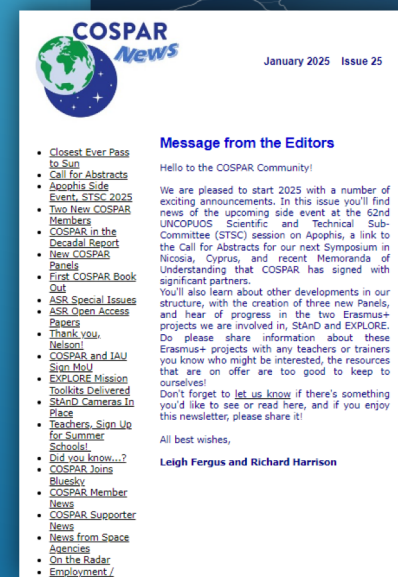 COSPAR
News
January 2025 Issue 25
Closest Ever Pass
to Sun
Call for Abstracts
Apophis Side
Event, STSC 2025
Two New COSPAR
Members
COSPAR in the
Decadal Report
New COSPAR
Panels
First COSPAR Book
Out
ASR Special Issues
ASR Open Access
Papers
Thank you,
Nelson!
COSPAR and IAU
Sign MoU
EXPLORE Mission
Toolkits Delivered
StAnD Cameras In
Place
Teachers, Sign Up
for Summer
Schools!
Did you know...?
COSPAR Joins
Bluesky
COSPAR Member
News
COSPAR Supporter
News
News from Space
Agencies
On the Radar
Employment /
Message from the Editors
Hello to the COSPAR Community!
We are pleased to start 2025 with a number of
exciting announcements. In this issue you'll find
news of the upcoming side event at the 62nd
UNCOPUOS Scientific and Technical Sub-
Committee (STSC) session on Apophis, a link to
the Call for Abstracts for our next Symposium in
Nicosia, Cyprus, and recent Memoranda of
Understanding that COSPAR has signed with
significant partners.
You'll also learn about other developments in our
structure, with the creation of three new Panels,
and hear of progress in the two Erasmus+
projects we are involved in, StAnD and EXPLORE.
Do please share information about these
Erasmus+ projects with any teachers or trainers
you know who might be interested, the resources
that are on offer are too good to keep to
ourselves!
Don't forget to let us know if there's something
you'd like to see or read here, and if you enjoy
this newsletter, please share it!
All best wishes,
Leigh Fergus and Richard Harrison